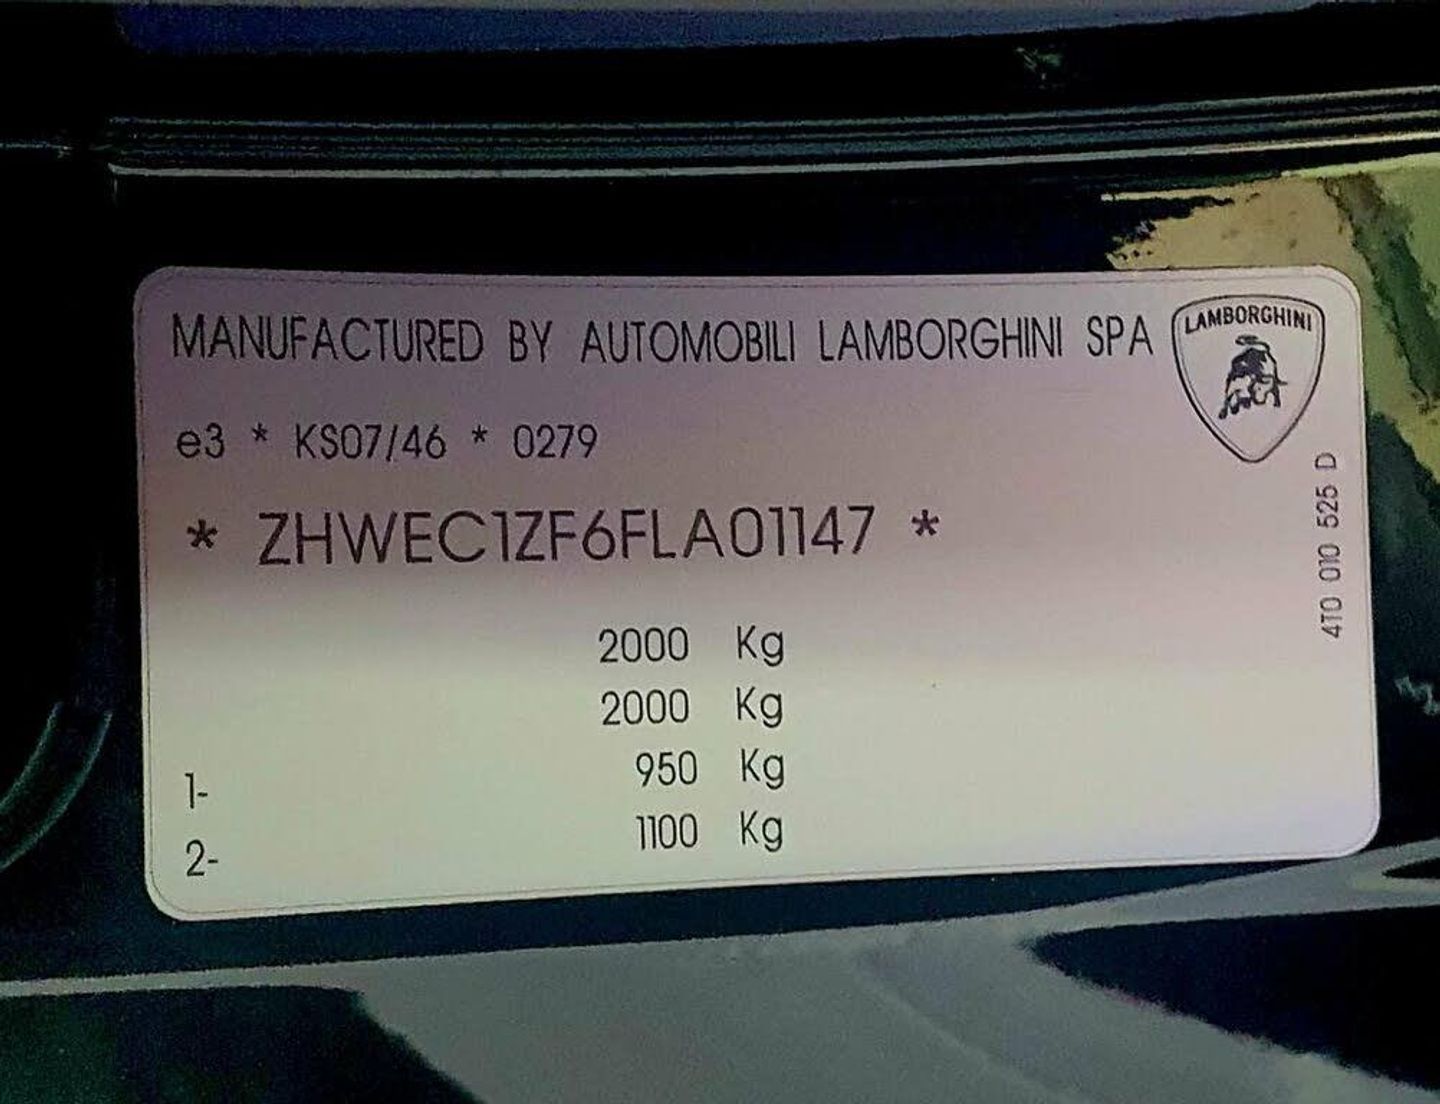 MANUFACTURED BY AUTOMOBILI LAMBORGHINI SPA
LAMBORGHINI
e3 * KS07/46 * 0279
* ZHWEC1ZF6FLA01147 *
2000 Kg
2000 Kg
1- 950 Kg
2- 1100 Kg
4T0 010 525 D